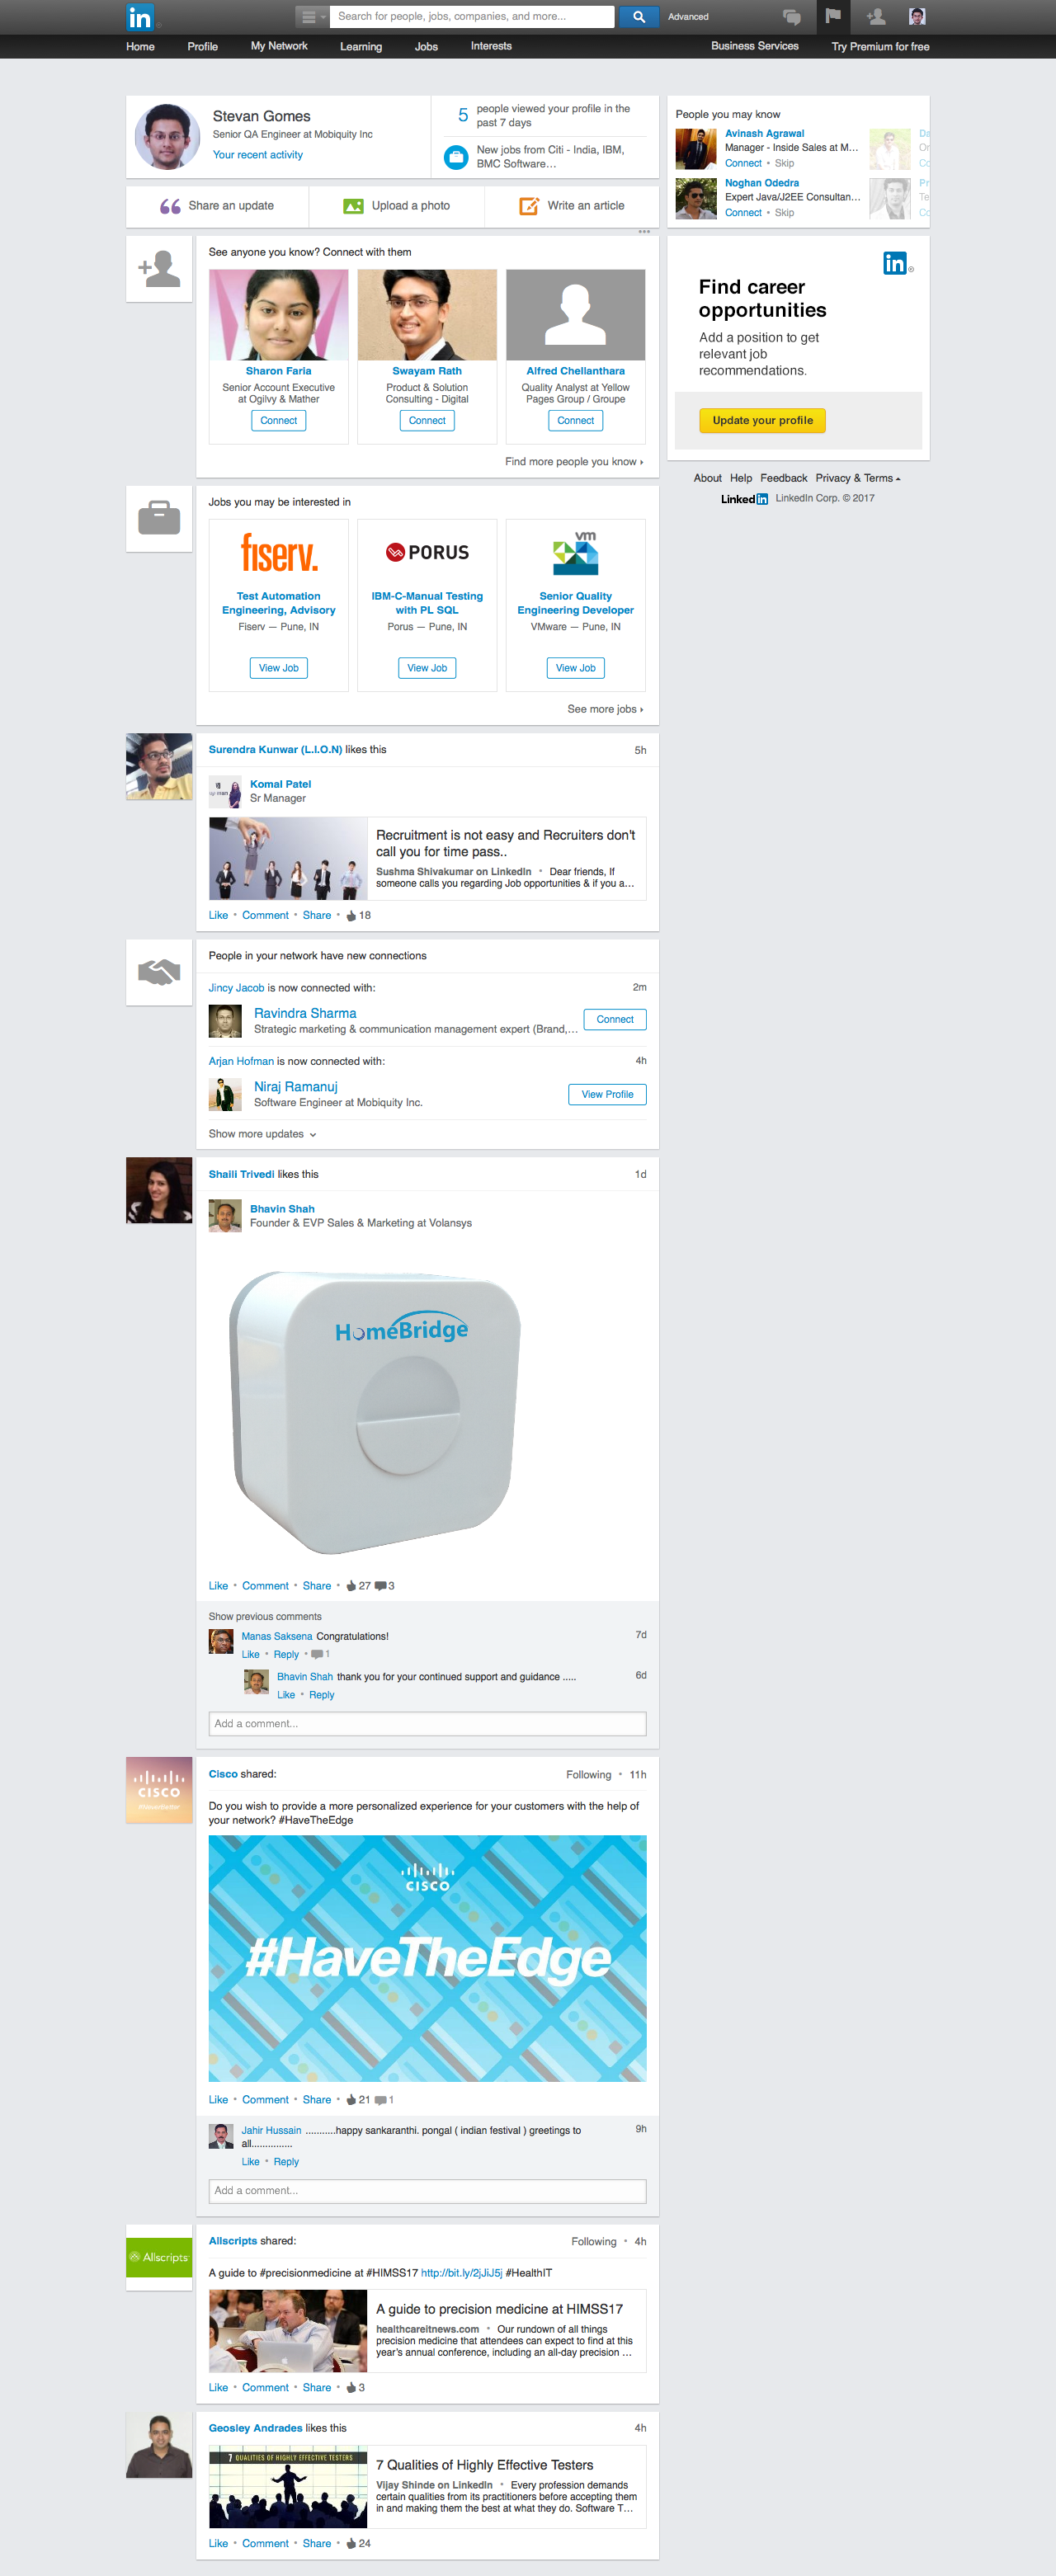 in
Search for people, jobs, companies, and more...
Advanced
Home
Profile
My Network
Learning
Jobs
Interests
Business Services
Try Premium for free
Stevan Gomes
Senior QA Engineer at Mobiquity Inc
Your recent activity
5 people viewed your profile in the
past 7 days
New jobs from Citi - India, IBM,
BMC Software…
People you may know
Avinash Agrawal
Manager - Inside Sales at M...
Connect • Skip
Noghan Odedra
Expert Java/J2EE Consultan...
Connect • Skip
Share an update
Upload a photo
Write an article
See anyone you know? Connect with them
Sharon Faria
Senior Account Executive
at Ogilvy & Mather
Connect
Swayam Rath
Product & Solution
Consulting - Digital
Connect
Alfred Chellanthara
Quality Analyst at Yellow
Pages Group / Groupe
Connect
Find more people you know
in
Find career
opportunities
Add a position to get
relevant job
recommendations.
Update your profile
About Help Feedback Privacy & Terms
Linked in LinkedIn Corp. © 2017
Jobs you may be interested in
fiserv.
Test Automation
Engineering, Advisory
Fiserv — Pune, IN
View Job
PORUS
IBM-C-Manual Testing
with PL SQL
Porus — Pune, IN
View Job
vm
Senior Quality
Engineering Developer
VMware — Pune, IN
View Job
See more jobs
Surendra Kunwar (L.I.O.N) likes this 5h
Komal Patel
Sr Manager
Recruitment is not easy and Recruiters don't
call you for time pass..
Sushma Shivakumar on LinkedIn • Dear friends, If
someone calls you regarding Job opportunities & if you a...
Like • Comment • Share • 18
People in your network have new connections
Jincy Jacob is now connected with: 2m
Ravindra Sharma
Strategic marketing & communication management expert (Brand,...
Connect
Arjan Hofman is now connected with: 4h
Niraj Ramanuj
Software Engineer at Mobiquity Inc.
View Profile
Show more updates
Shaili Trivedi likes this 1d
Bhavin Shah
Founder & EVP Sales & Marketing at Volansys
HomeBridge
Like • Comment • Share • 27 3
Show previous comments
Manas Saksena Congratulations! 7d
Like • Reply • 1
Bhavin Shah thank you for your continued support and guidance ..... 6d
Like • Reply
Add a comment...
CISCO
Cisco shared: Following • 11h
Do you wish to provide a more personalized experience for your customers with the help of
your network? #HaveTheEdge
CISCO
#HaveTheEdge
Like • Comment • Share • 21 1
Jahir Hussain ...........happy sankaranthi. pongal ( indian festival ) greetings to 9h
all...............
Like • Reply
Add a comment...
Allscripts
Allscripts shared: Following • 4h
A guide to #precisionmedicine at #HIMSS17 http://bit.ly/2jJiJ5j #HealthIT
A guide to precision medicine at HIMSS17
healthcareitnews.com • Our rundown of all things
precision medicine that attendees can expect to find at this
year's annual conference, including an all-day precision ...
Like • Comment • Share • 3
Geosley Andrades likes this 4h
7 QUALITIES OF HIGHLY EFFECTIVE TESTERS
7 Qualities of Highly Effective Testers
Vijay Shinde on LinkedIn • Every profession demands
certain qualities from its practitioners before accepting them
in and making them the best at what they do. Software T...
Like • Comment • Share • 24